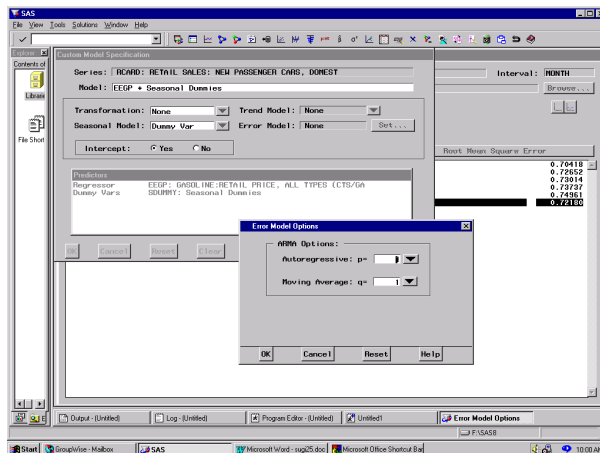 SAS
File View Tools Solutions Window Help
Explorer
Contents of
Librarie
File Short
Custom Model Specification
Series: RCARD: RETAIL SALES: NEW PASSENGER CARS, DOMEST
Model: EEGP + Seasonal Dummies
Transformation: None Trend Model: None
Seasonal Model: Dummy Var Error Model: None Set...
Intercept: Yes No
Predictors
Regressor EEGP: GASOLINE:RETAIL PRICE, ALL TYPES (CTS/GA
Dummy Vars SDUMMY: Seasonal Dummies
OK Cancel Reset Clear
Interval: MONTH
Browse...
Root Mean Square Error
0.70418
0.72652
0.73014
0.73737
0.74961
0.72180
Error Model Options
ARMA Options:
Autoregressive: p=
Moving Average: q= 1
OK Cancel Reset Help
Output - (Untitled) Log - (Untitled) Program Editor - (Untitled) Untitled1 Error Model Options
F:\SAS8
Start GroupWise - Mailbox SAS Microsoft Word - sugi25.doc Microsoft Office Shortcut Bar 10:00 AM